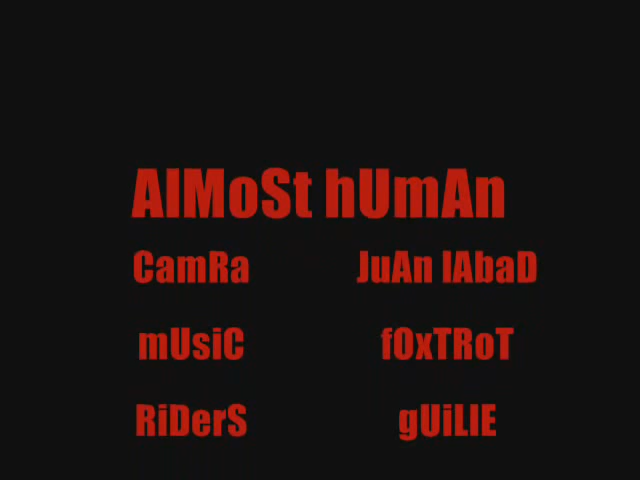 AlMoSt hUmAn
CamRa JuAn lAbaD
mUsiC fOxTRoT
RiDerS gUiLlE